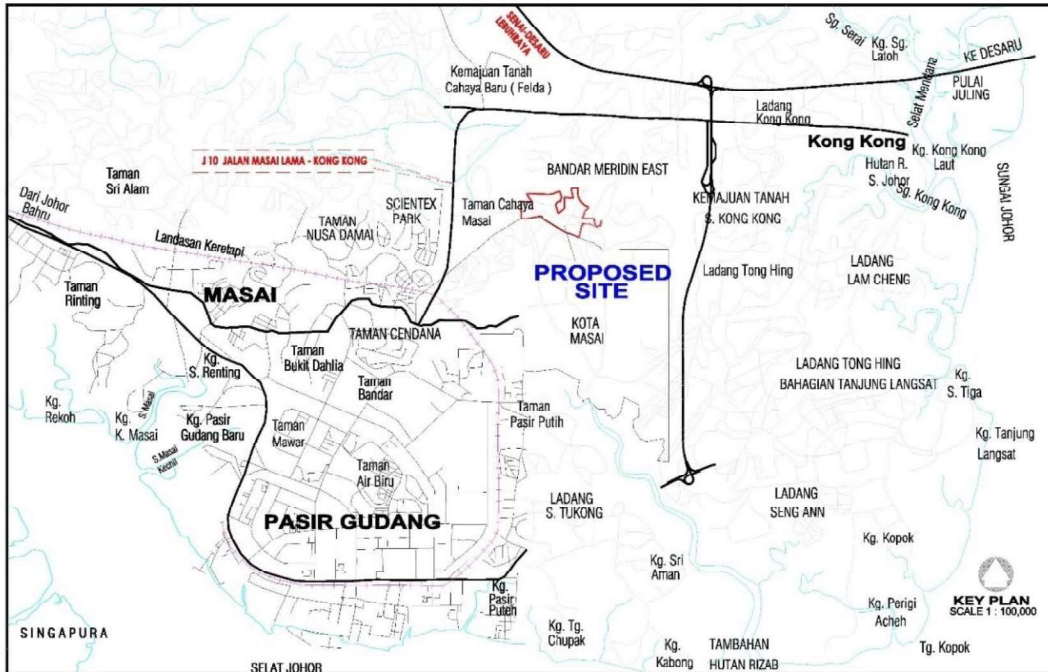 SENAI-DESARU
LEBUHRAYA
Sg. Serai
Kg. Sg.
Latoh
KE DESARU
Kemajuan Tanah
Cahaya Baru ( Felda )
Selat Mendana
PULAI
JULING
Ladang
Kong Kong
Kong Kong
Kg. Kong Kong
Laut
J 10 JALAN MASAI LAMA - KONG KONG
BANDAR MERIDIN EAST
Hutan R.
S. Johor
Sg. Kong Kong
SUNGAI JOHOR
Taman
Sri Alam
Dari Johor
Bahru
SCIENTEX
PARK
Taman Cahaya
Masai
KEMAJUAN TANAH
S. KONG KONG
TAMAN
NUSA DAMAI
Landasan Keretapi
PROPOSED
SITE
Ladang Tong Hing
LADANG
LAM CHENG
Taman
Rinting
MASAI
TAMAN CENDANA
KOTA
MASAI
Kg.
S. Renting
Taman
Bukit Dahlia
Taman
Bandar
LADANG TONG HING
BAHAGIAN TANJUNG LANGSAT
Kg.
S. Tiga
Kg.
Rekoh
Kg.
K. Masai
S. Masai
Kg. Pasir
Gudang Baru
S. Masai
Kechil
Taman
Mawar
Taman
Pasir Putih
Kg. Tanjung
Langsat
Taman
Air Biru
PASIR GUDANG
LADANG
S. TUKONG
LADANG
SENG ANN
Kg. Kopok
Kg. Sri
Aman
Kg.
Pasir
Puteh
KEY PLAN
SCALE 1 : 100,000
Kg. Perigi
Acheh
SINGAPURA
Kg. Tg.
Chupak
Kg.
Kabong
TAMBAHAN
HUTAN RIZAB
Tg. Kopok
SELAT JOHOR